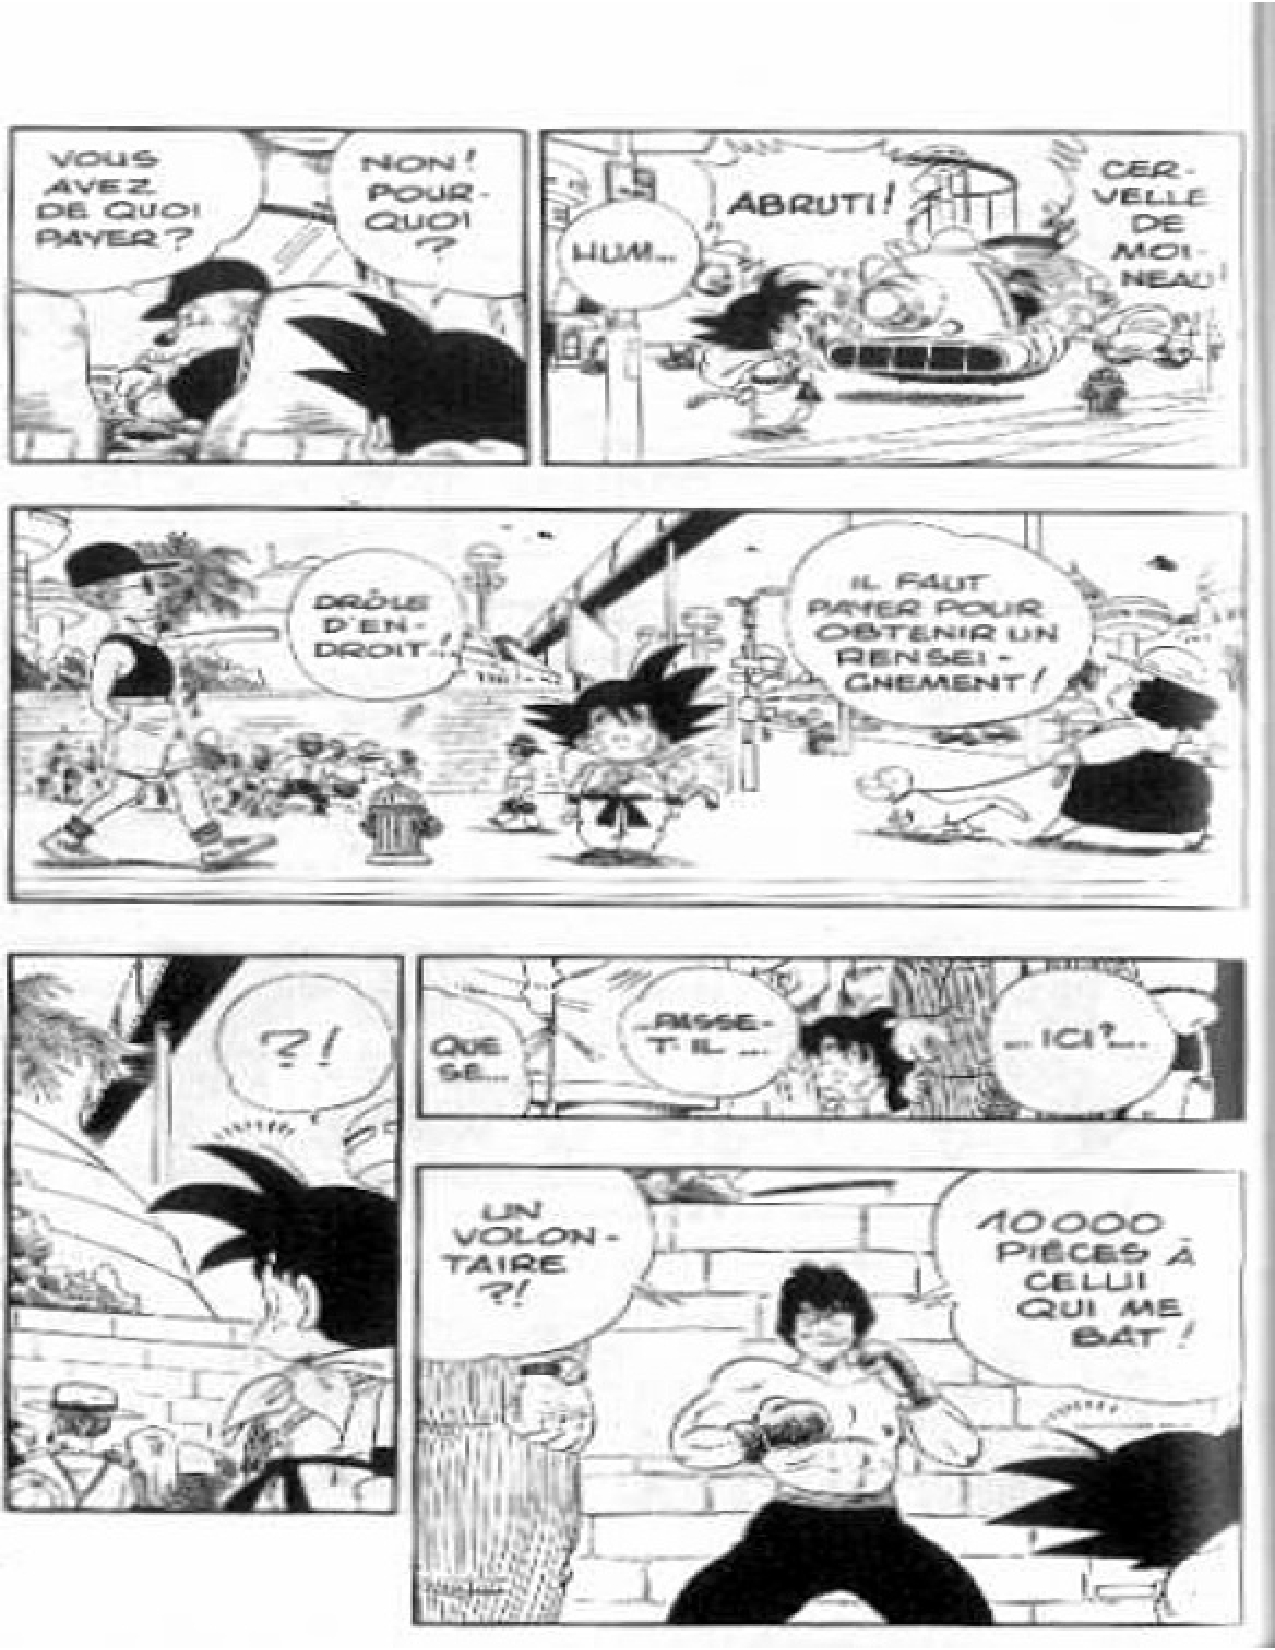 VOUS
AVEZ
DE QUOI
PAYER?
NON!
POUR-
QUOI
?
HUM...
ABRUTI!
CER-
VELLE
DE
MOI-
NEAU!
DRÔLE
D'EN-
DROIT...!
IL FAUT
PAYER POUR
OBTENIR UN
RENSEI-
GNEMENT!
?!
QUE
SE...
...PASSE-
T-IL ...
... ICI?...
UN
VOLON-
TAIRE
?!
10000
PIÈCES À
CELUI
QUI ME
BAT!